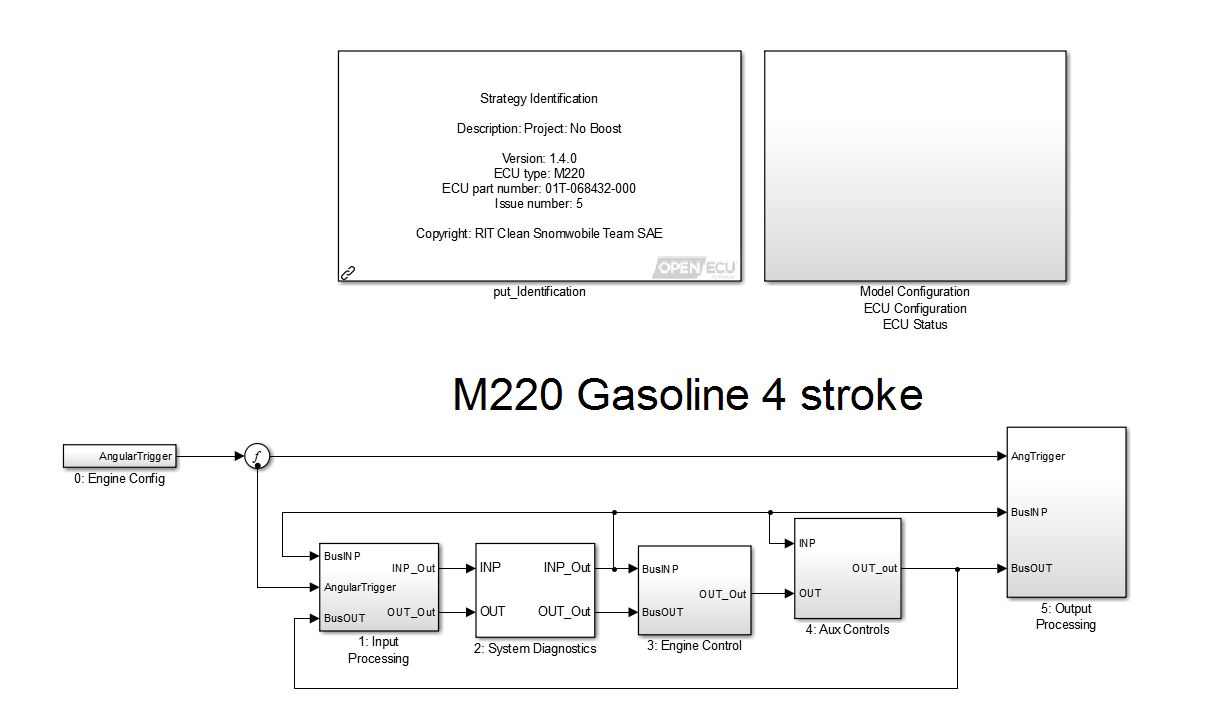 Strategy Identification
Description: Project: No Boost
Version: 1.4.0
ECU type: M220
ECU part number: 01T-068432-000
Issue number: 5
Copyright: RIT Clean Snomwobile Team SAE
OPEN ECU
put_Identification
Model Configuration
ECU Configuration
ECU Status
M220 Gasoline 4 stroke
AngularTrigger
0: Engine Config
f
BusINP
AngularTrigger
BusOUT
INP_Out
OUT_Out
1: Input
Processing
INP
OUT
INP_Out
OUT_Out
2: System Diagnostics
BusINP
BusOUT
OUT_Out
3: Engine Control
INP
OUT
OUT_out
4: Aux Controls
AngTrigger
BusINP
BusOUT
5: Output
Processing